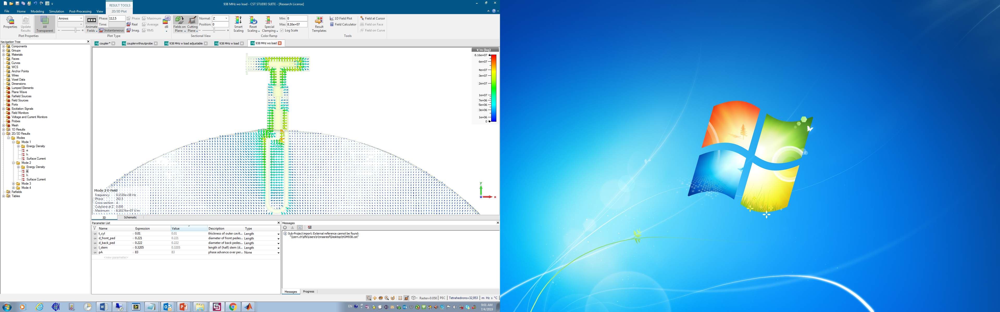 RESULT TOOLS
938 MHz wo load - CST STUDIO SUITE - [Research License]
File Home Modeling Simulation Post-Processing View 2D/3D Plot
Properties
Update Results
All Transparent
Plot Properties
Arrows
Animate Fields
Phase: 112.5
Time:
Instantaneous
Phase
Real
Imag.
Maximum
Average
RMS
dB
Plot Type
Fields on Plane
Cutting Plane
Normal: Z
Position: 0
Sectional View
Smart Scaling
Reset Scaling
Special Clamping
Min: 0
Max: 8.16e+07
Log Scale
Color Ramp
Result Templates
1D Field Plot
Field Calculator
Field at Cursor
Field on Face
Field on Curve
Tools
Navigation Tree
Components
Groups
Materials
Faces
Curves
WCS
Anchor Points
Wires
Voxel Data
Dimensions
Lumped Elements
Plane Wave
Farfield Sources
Field Sources
Ports
Excitation Signals
Field Monitors
Voltage and Current Monitors
Probes
Mesh
1D Results
2D/3D Results
Modes
Mode 1
Energy Density
e
h
Surface Current
Mode 2
Energy Density
e
h
Surface Current
Mode 3
Mode 4
Farfields
Tables
coupler* couplerwithoutprobe 938 MHz w load adjustable 938 MHz w load 938 MHz wo load
V/m (log)
8.16e+07
6e+07
4e+07
3e+07
2e+07
1e+07
7e+06
5e+06
3e+06
1e+06
0
y
x
Mode 2 E-Field
Frequency 9.1539e+08 Hz
Phase 292.5
Cross section A
Cutplane at Z 0.000
Maximum 8.16174e+07 V/m
3D Schematic
Parameter List
Name Expression Value Description Type
t_cyl = 0.01 0.01 thickness of outer cavit... Length
d_front_ped = 0.221 0.221 diameter of front pedes... Length
d_back_ped = 0.222 0.222 diameter of back pedes... Length
l_stem = 0.3205 0.3205 length of (half) stem (d... Length
pA = 83 83 phase advance over per... None
<new parameter>
Messages
Sub-Project import: External reference cannot be found:
"\\cern.ch\dfs\Users\n\nnasresf\Desktop\HOM938.cst"
Messages Progress
Raster=0.050 PEC Tetrahedrons=32,953 m Hz s °C
EN
9:01 AM
7/4/2019